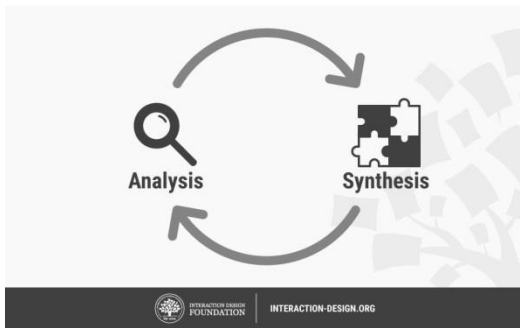 Analysis
Synthesis
INTERACTION DESIGN
FOUNDATION
INTERACTION-DESIGN.ORG